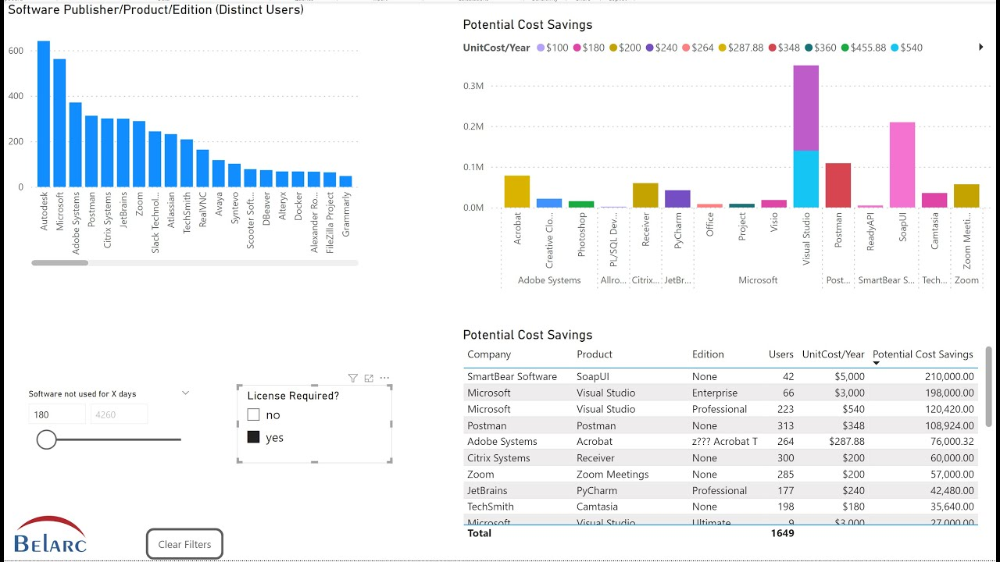 Software Publisher/Product/Edition (Distinct Users)
600
400
200
0
Autodesk
Microsoft
Adobe Systems
Postman
Citrix Systems
JetBrains
Zoom
Slack Technol...
Atlassian
TechSmith
RealVNC
Avaya
Syntevo
Scooter Soft...
DBeaver
Alteryx
Docker
Alexander Ro...
FileZilla Project
Grammarly
Potential Cost Savings
UnitCost/Year $100 $180 $200 $240 $264 $287.88 $348 $360 $455.88 $540
0.3M
0.2M
0.1M
0.0M
Acrobat
Creative Clo...
Photoshop
PL/SQL Dev...
Receiver
PyCharm
Office
Project
Visio
Visual Studio
Postman
ReadyAPI
SoapUI
Camtasia
Zoom Meeti...
Adobe Systems Allro... Citrix... JetBr... Microsoft Post... SmartBear S... Tech... Zoom
Software not used for X days
180 4260
License Required?
no
yes
Potential Cost Savings
Company Product Edition Users UnitCost/Year Potential Cost Savings
SmartBear Software SoapUI None 42 $5,000 210,000.00
Microsoft Visual Studio Enterprise 66 $3,000 198,000.00
Microsoft Visual Studio Professional 223 $540 120,420.00
Postman Postman None 313 $348 108,924.00
Adobe Systems Acrobat z??? Acrobat T 264 $287.88 76,000.32
Citrix Systems Receiver None 300 $200 60,000.00
Zoom Zoom Meetings None 285 $200 57,000.00
JetBrains PyCharm Professional 177 $240 42,480.00
TechSmith Camtasia None 198 $180 35,640.00
Microsoft Visual Studio Ultimate 9 $3,000 27,000.00
Total 1649
BELARC
Clear Filters